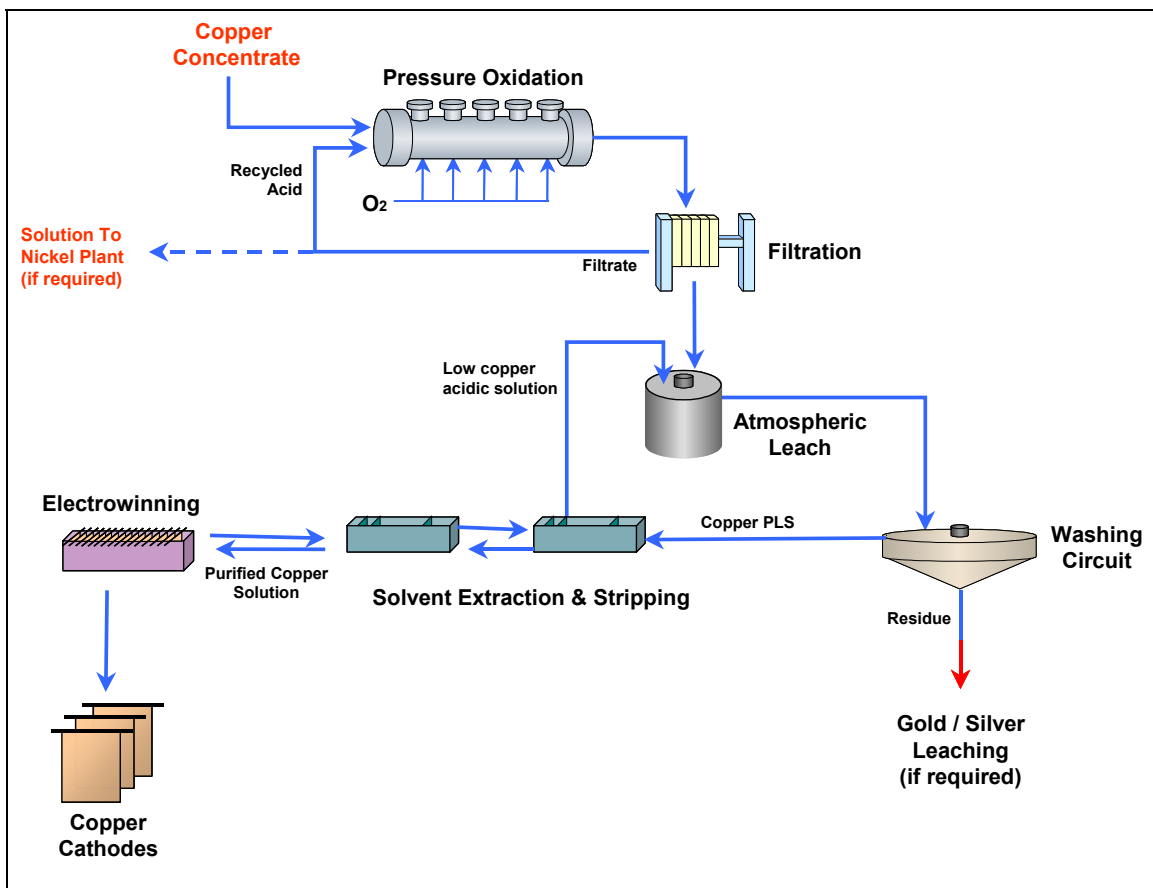 Copper
Concentrate
Pressure Oxidation
Recycled
Acid
O2
Solution To
Nickel Plant
(if required)
Filtrate
Filtration
Low copper
acidic solution
Atmospheric
Leach
Electrowinning
Copper PLS
Washing
Circuit
Purified Copper
Solution
Solvent Extraction & Stripping
Residue
Gold / Silver
Leaching
(if required)
Copper
Cathodes